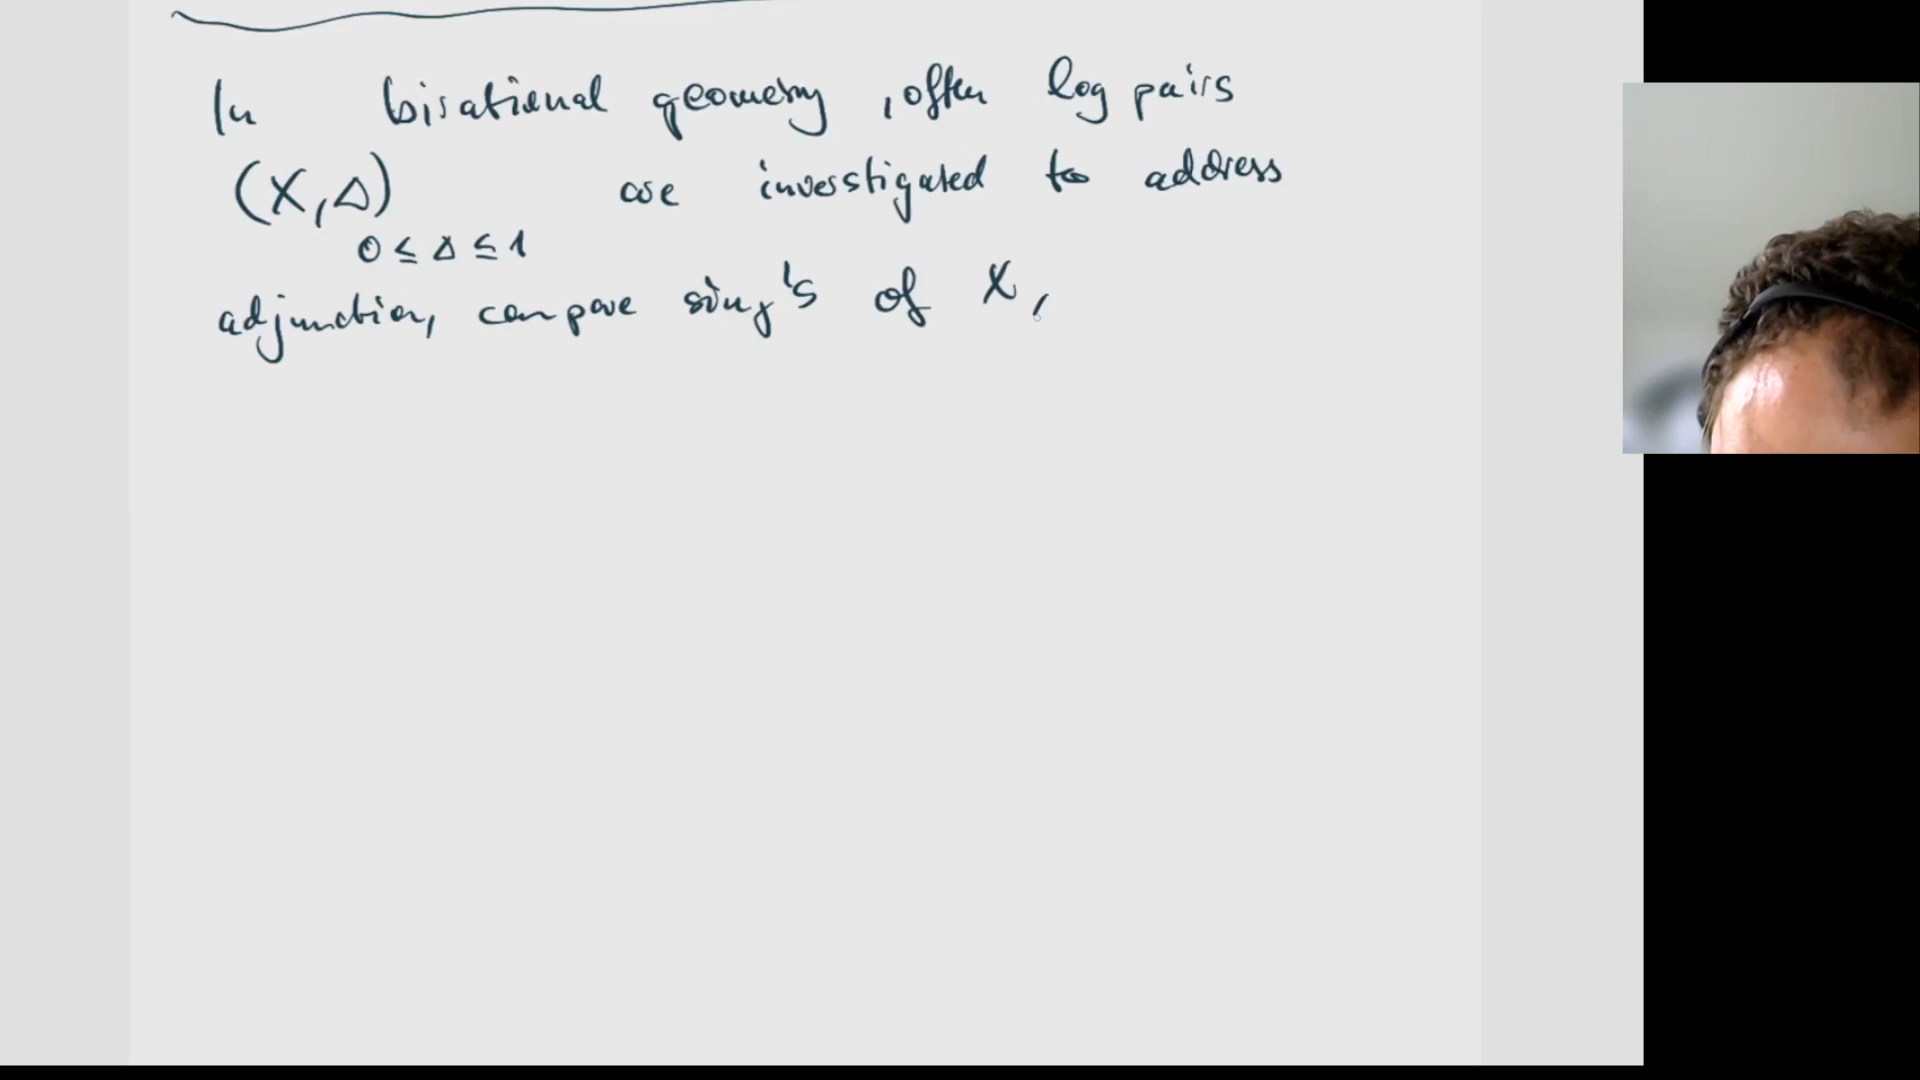 In birational geometry, often log pairs
(X, Δ) are investigated to address
0 ≤ Δ ≤ 1
adjunction, compare sing's of X,